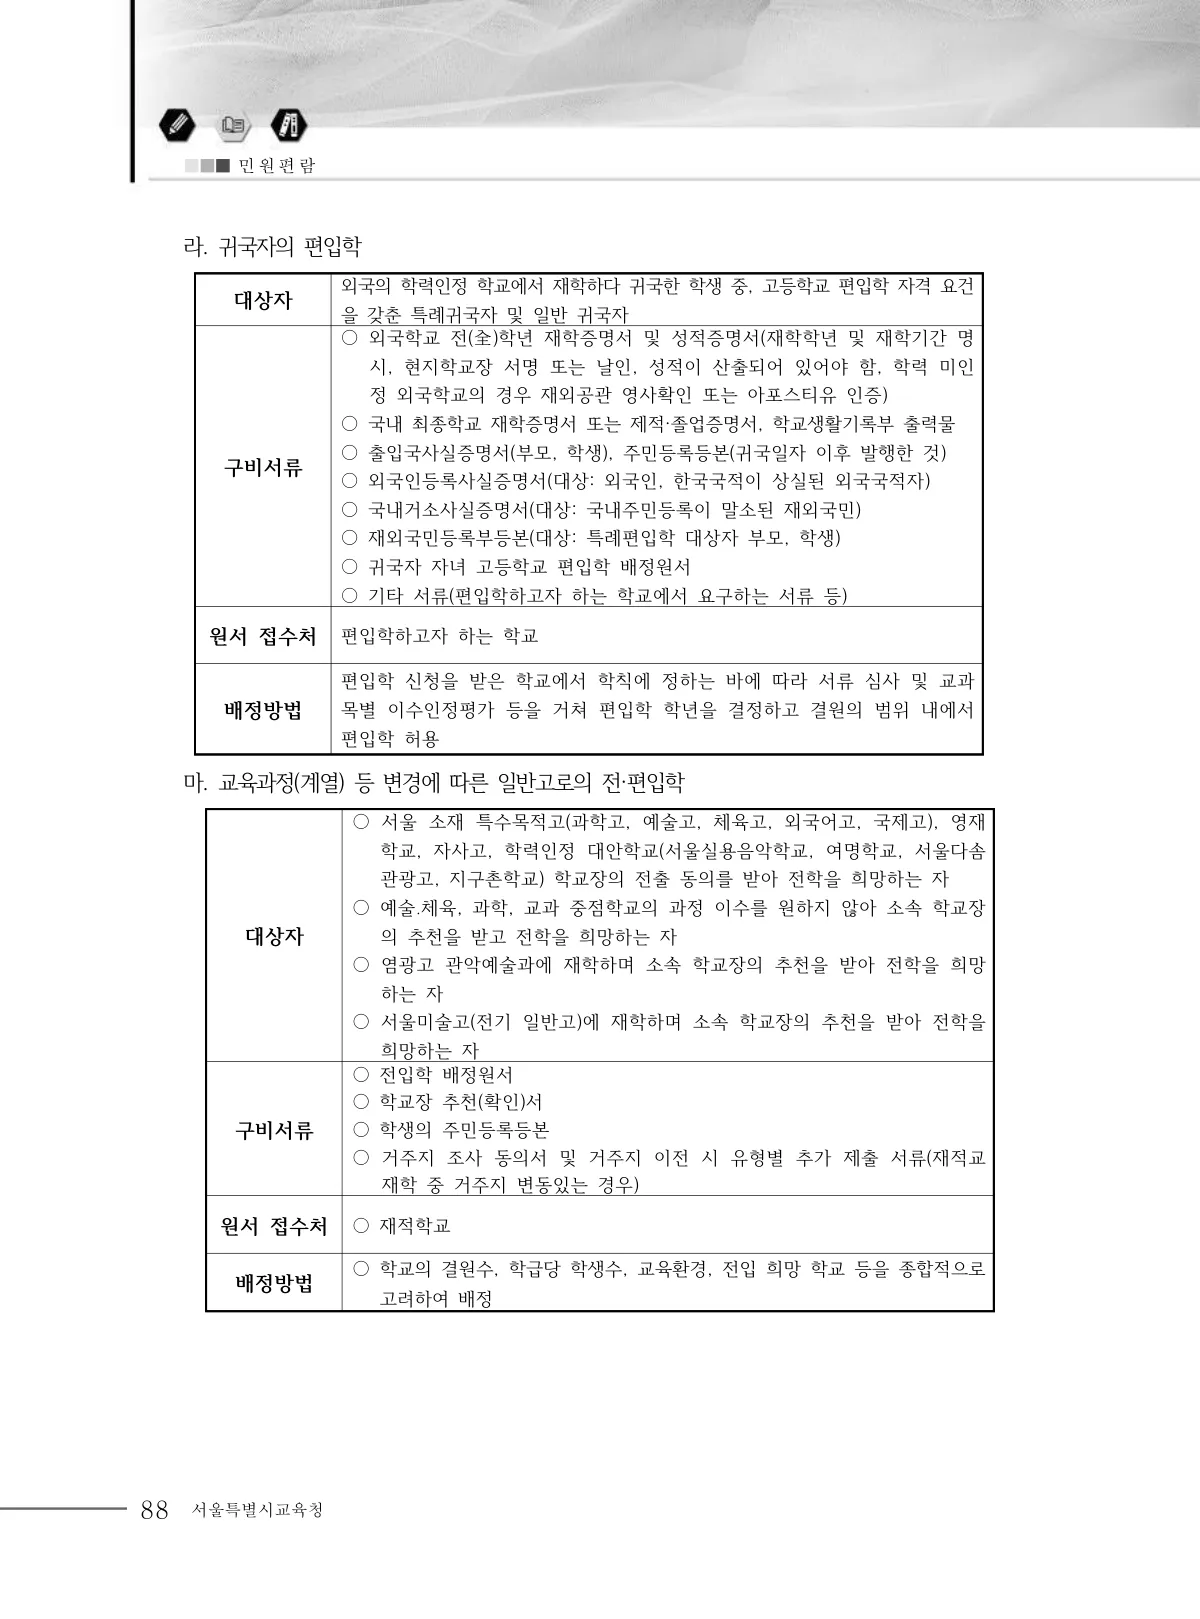 민원편람
라. 귀국자의 편입학
대상자
외국의 학력인정 학교에서 재학하다 귀국한 학생 중, 고등학교 편입학 자격 요건
을 갖춘 특례귀국자 및 일반 귀국자
구비서류
○ 외국학교 전(全)학년 재학증명서 및 성적증명서(재학학년 및 재학기간 명
시, 현지학교장 서명 또는 날인, 성적이 산출되어 있어야 함, 학력 미인
정 외국학교의 경우 재외공관 영사확인 또는 아포스티유 인증)
○ 국내 최종학교 재학증명서 또는 제적·졸업증명서, 학교생활기록부 출력물
○ 출입국사실증명서(부모, 학생), 주민등록등본(귀국일자 이후 발행한 것)
○ 외국인등록사실증명서(대상: 외국인, 한국국적이 상실된 외국국적자)
○ 국내거소사실증명서(대상: 국내주민등록이 말소된 재외국민)
○ 재외국민등록부등본(대상: 특례편입학 대상자 부모, 학생)
○ 귀국자 자녀 고등학교 편입학 배정원서
○ 기타 서류(편입학하고자 하는 학교에서 요구하는 서류 등)
원서 접수처
편입학하고자 하는 학교
배정방법
편입학 신청을 받은 학교에서 학칙에 정하는 바에 따라 서류 심사 및 교과
목별 이수인정평가 등을 거쳐 편입학 학년을 결정하고 결원의 범위 내에서
편입학 허용
마. 교육과정(계열) 등 변경에 따른 일반고로의 전·편입학
대상자
○ 서울 소재 특수목적고(과학고, 예술고, 체육고, 외국어고, 국제고), 영재
학교, 자사고, 학력인정 대안학교(서울실용음악학교, 여명학교, 서울다솜
관광고, 지구촌학교) 학교장의 전출 동의를 받아 전학을 희망하는 자
○ 예술.체육, 과학, 교과 중점학교의 과정 이수를 원하지 않아 소속 학교장
의 추천을 받고 전학을 희망하는 자
○ 염광고 관악예술과에 재학하며 소속 학교장의 추천을 받아 전학을 희망
하는 자
○ 서울미술고(전기 일반고)에 재학하며 소속 학교장의 추천을 받아 전학을
희망하는 자
구비서류
○ 전입학 배정원서
○ 학교장 추천(확인)서
○ 학생의 주민등록등본
○ 거주지 조사 동의서 및 거주지 이전 시 유형별 추가 제출 서류(재적교
재학 중 거주지 변동있는 경우)
원서 접수처
○ 재적학교
배정방법
○ 학교의 결원수, 학급당 학생수, 교육환경, 전입 희망 학교 등을 종합적으로
고려하여 배정
88 서울특별시교육청